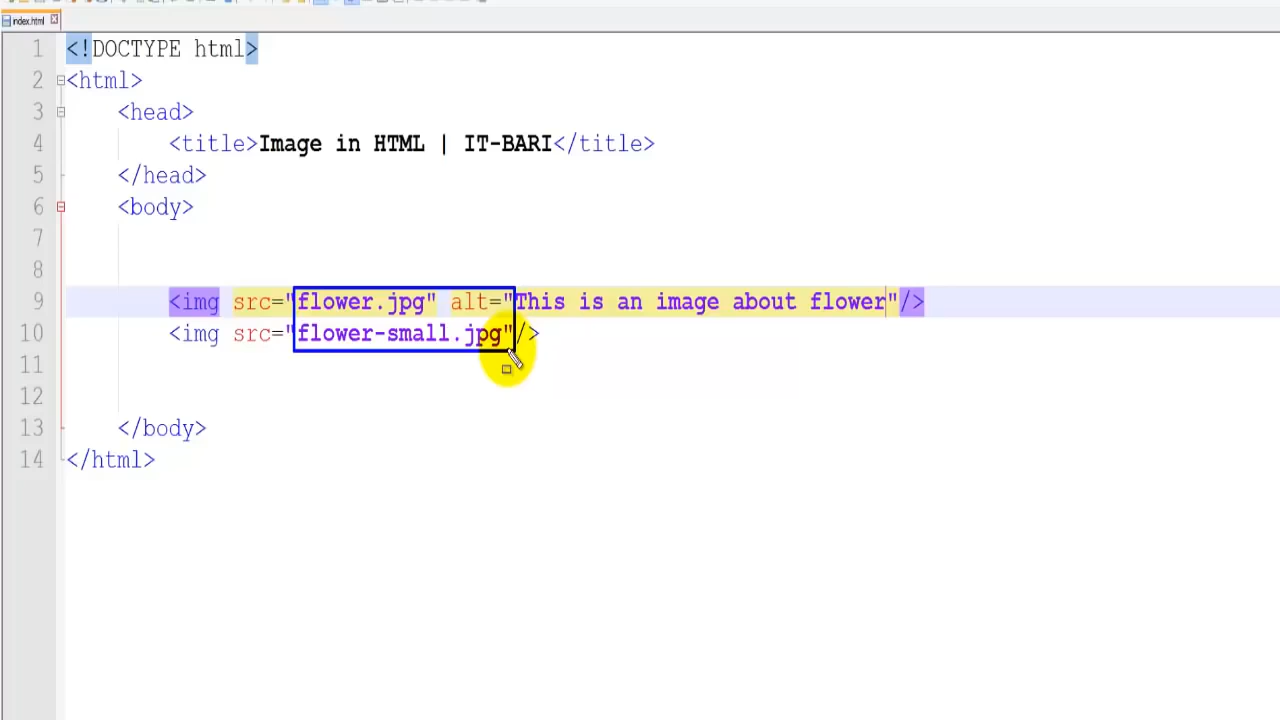 index.html
1 <!DOCTYPE html>
2 <html>
3 <head>
4 <title>Image in HTML | IT-BARI</title>
5 </head>
6 <body>
7
8
9 <img src="flower.jpg" alt="This is an image about flower"/>
10 <img src="flower-small.jpg"/>
11
12
13 </body>
14 </html>